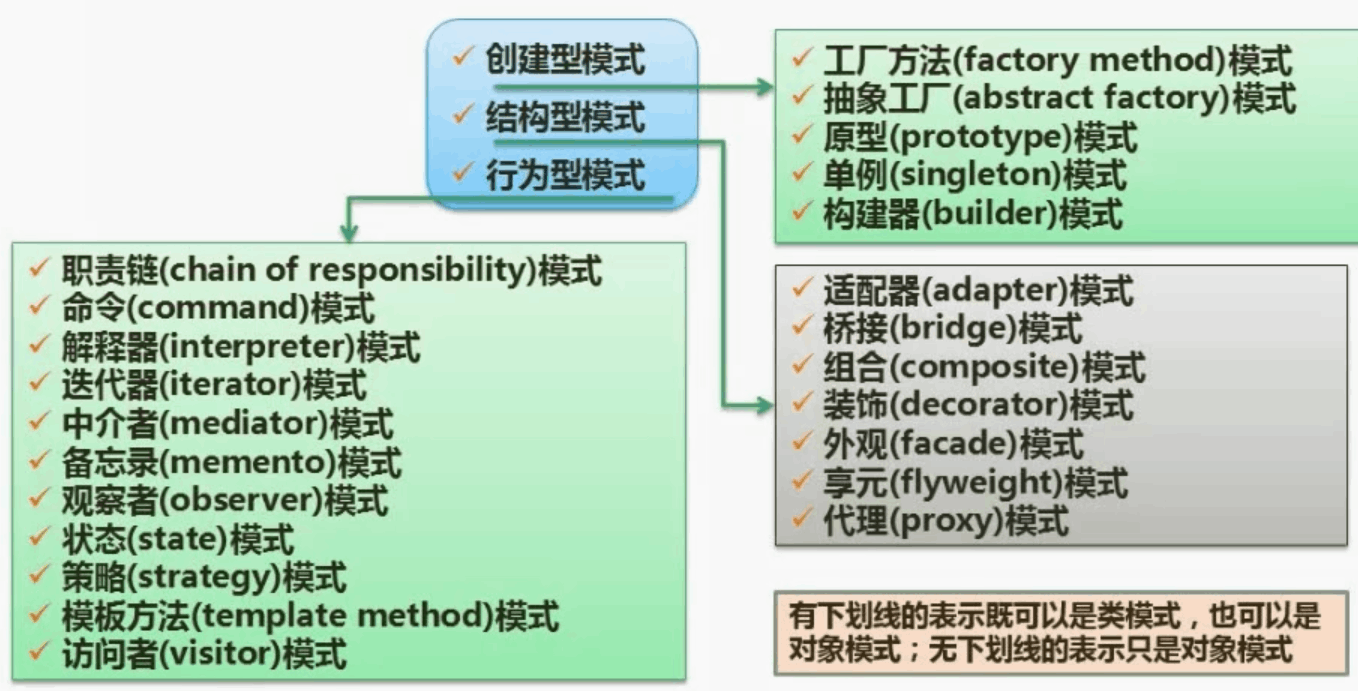 创建型模式
结构型模式
行为型模式
工厂方法(factory method)模式
抽象工厂(abstract factory)模式
原型(prototype)模式
单例(singleton)模式
构建器(builder)模式
职责链(chain of responsibility)模式
命令(command)模式
解释器(interpreter)模式
迭代器(iterator)模式
中介者(mediator)模式
备忘录(memento)模式
观察者(observer)模式
状态(state)模式
策略(strategy)模式
模板方法(template method)模式
访问者(visitor)模式
适配器(adapter)模式
桥接(bridge)模式
组合(composite)模式
装饰(decorator)模式
外观(facade)模式
享元(flyweight)模式
代理(proxy)模式
有下划线的表示既可以是类模式，也可以是
对象模式；无下划线的表示只是对象模式